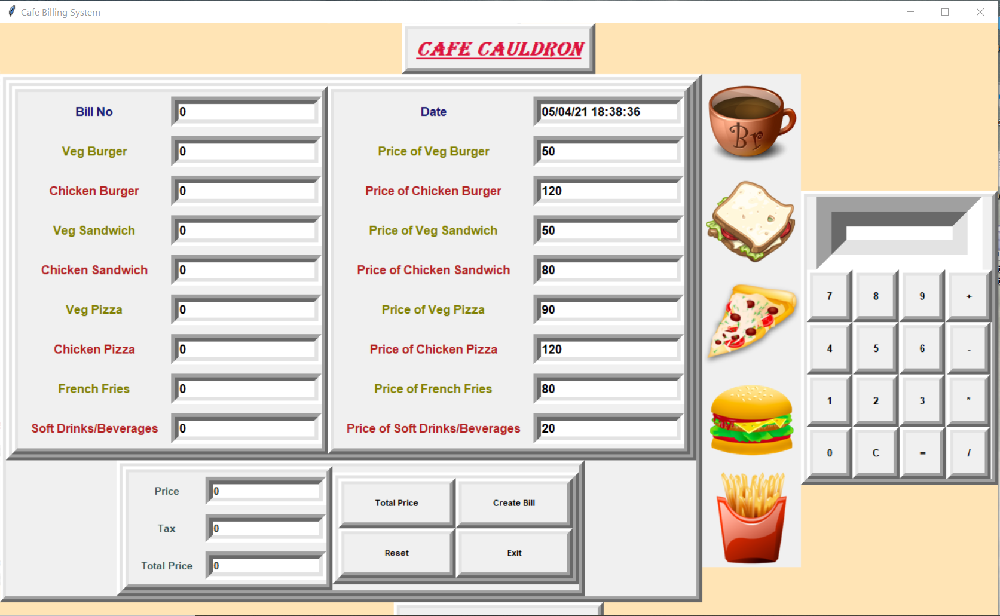 Cafe Billing System
CAFE CAULDRON
Bill No 0 Date 05/04/21 18:38:36
Veg Burger 0 Price of Veg Burger 50
Chicken Burger 0 Price of Chicken Burger 120
Veg Sandwich 0 Price of Veg Sandwich 50
Chicken Sandwich 0 Price of Chicken Sandwich 80
Veg Pizza 0 Price of Veg Pizza 90
Chicken Pizza 0 Price of Chicken Pizza 120
French Fries 0 Price of French Fries 80
Soft Drinks/Beverages 0 Price of Soft Drinks/Beverages 20
Br
7 8 9 +
4 5 6 -
1 2 3 *
0 C = /
Price 0
Tax 0
Total Price 0
Total Price Create Bill
Reset Exit